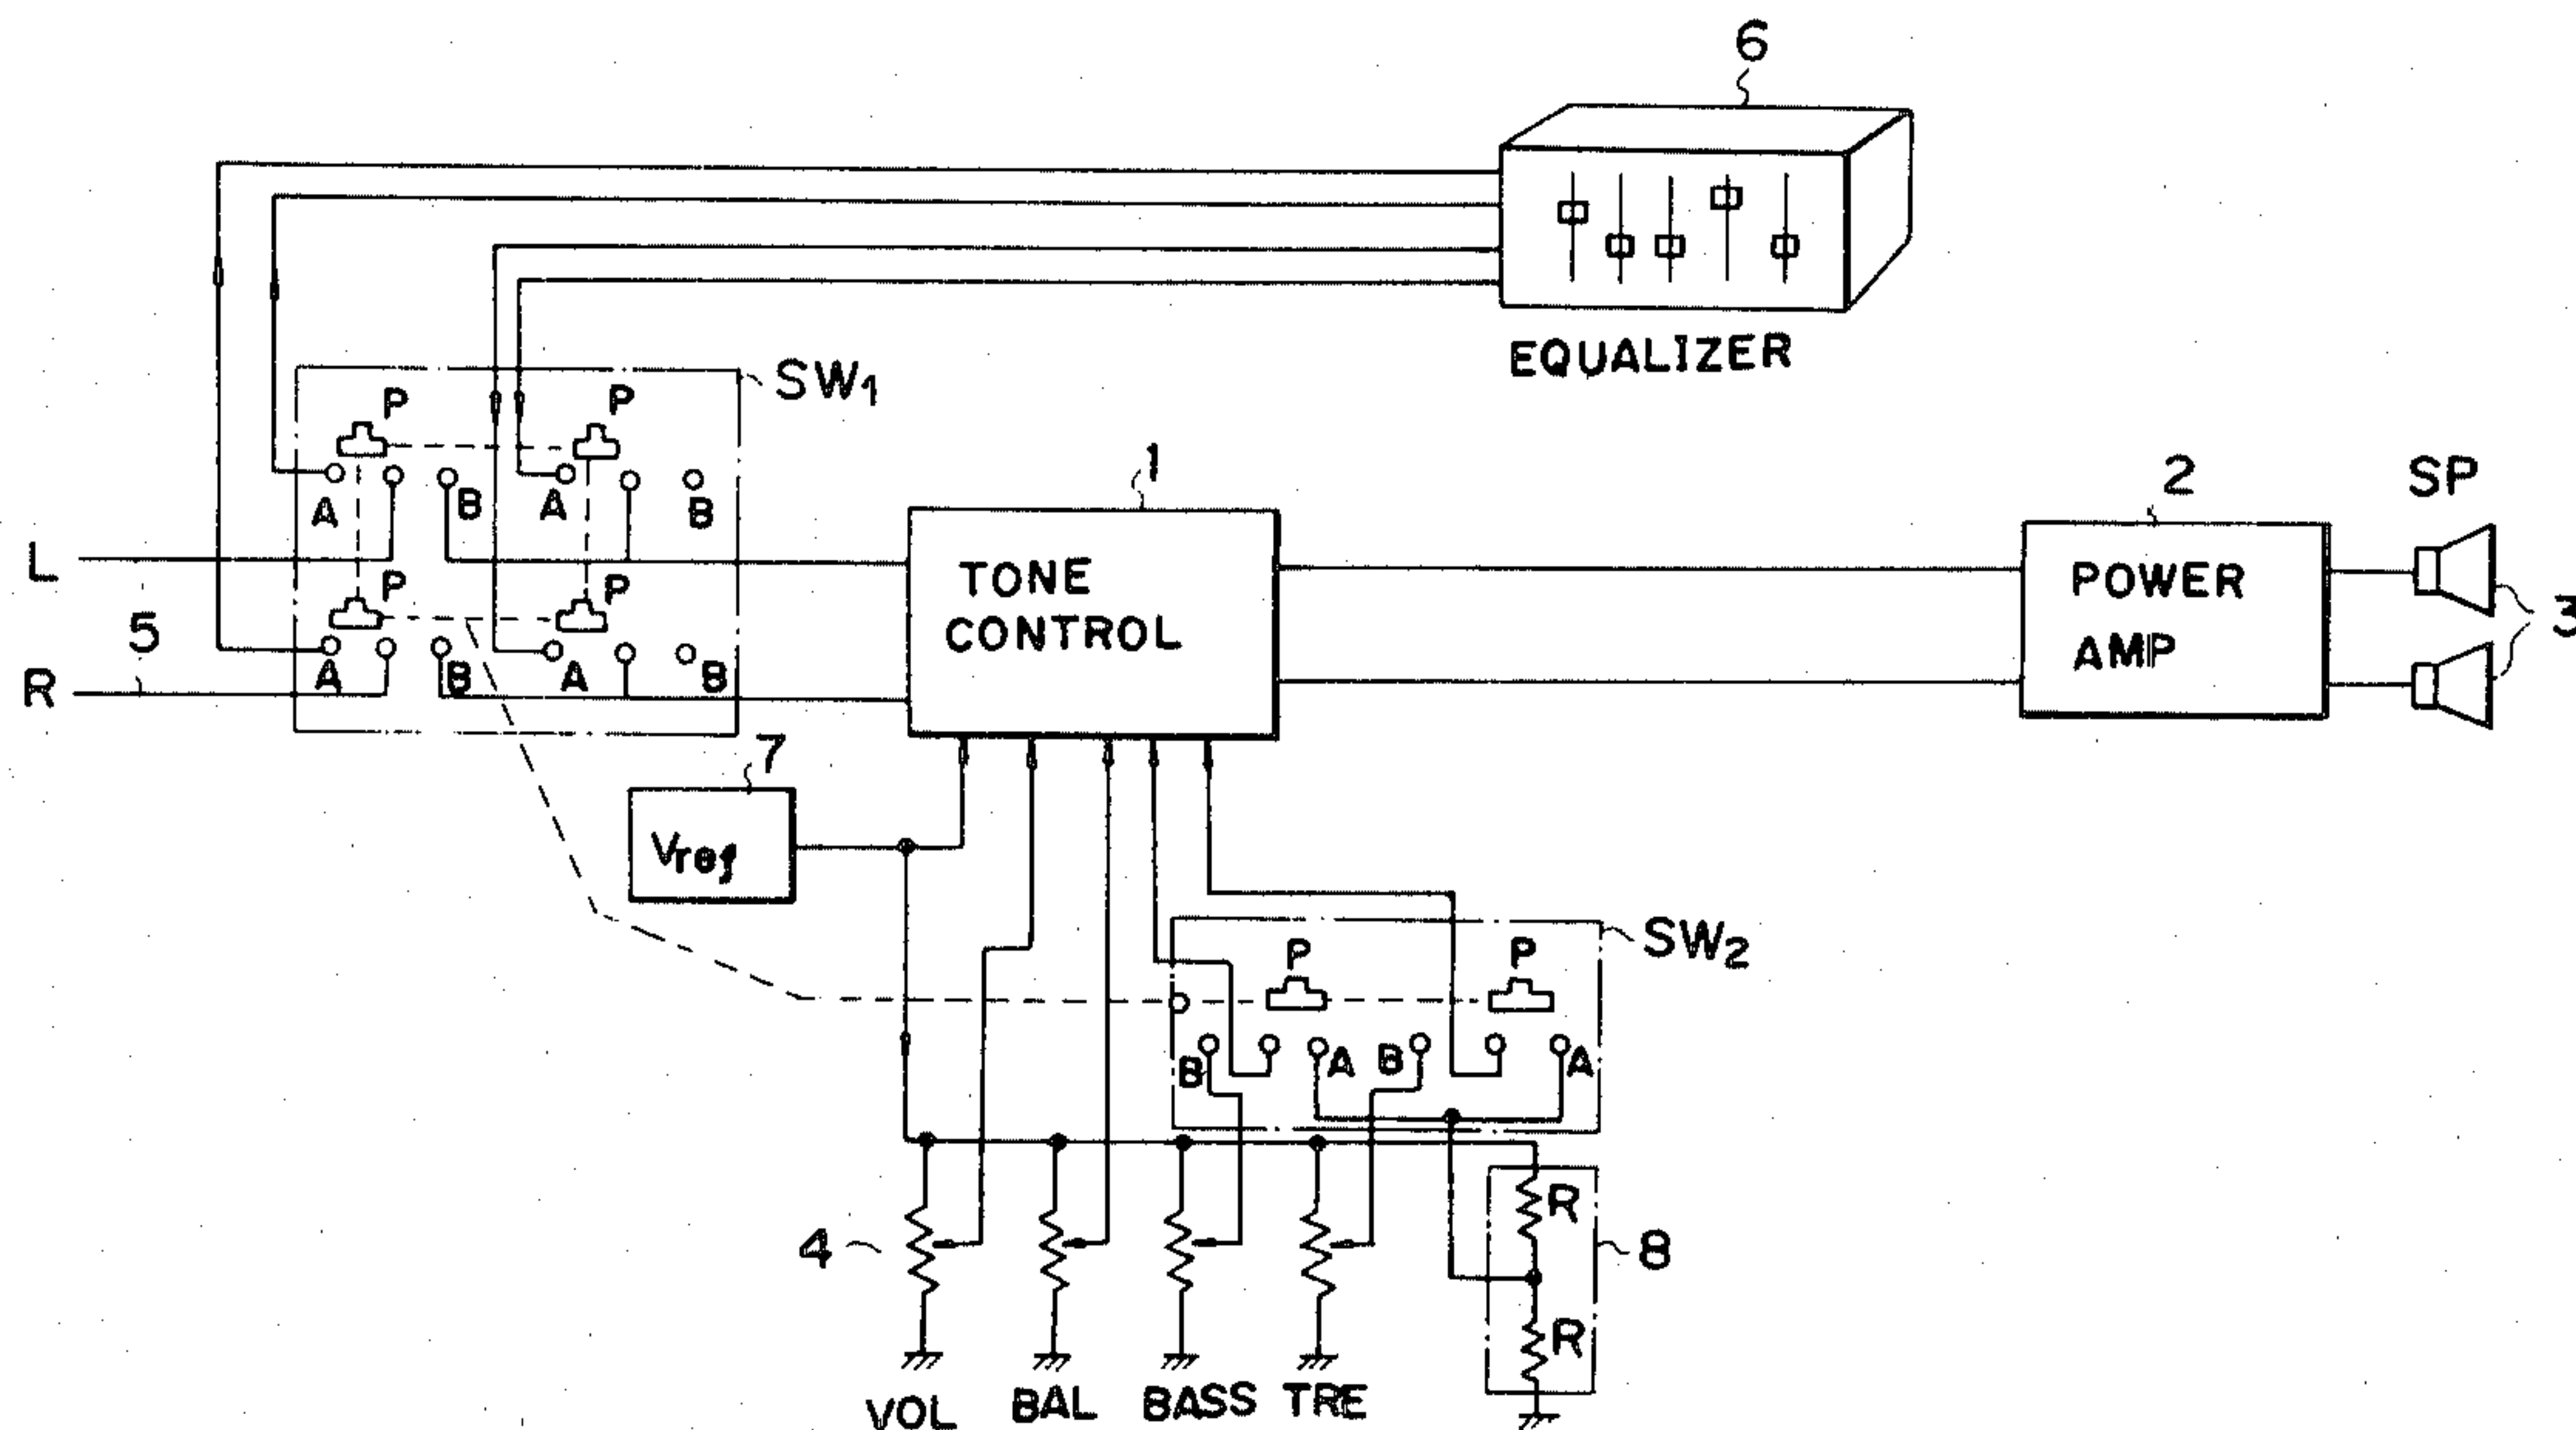 6
EQUALIZER
SW1
P P
A B A B
L
P P
5
A B A B
R
1
TONE
CONTROL
2
POWER
AMP
SP
3
7
Vref
SW2
P P
B A B A
4
R
8
R
VOL BAL BASS TRE